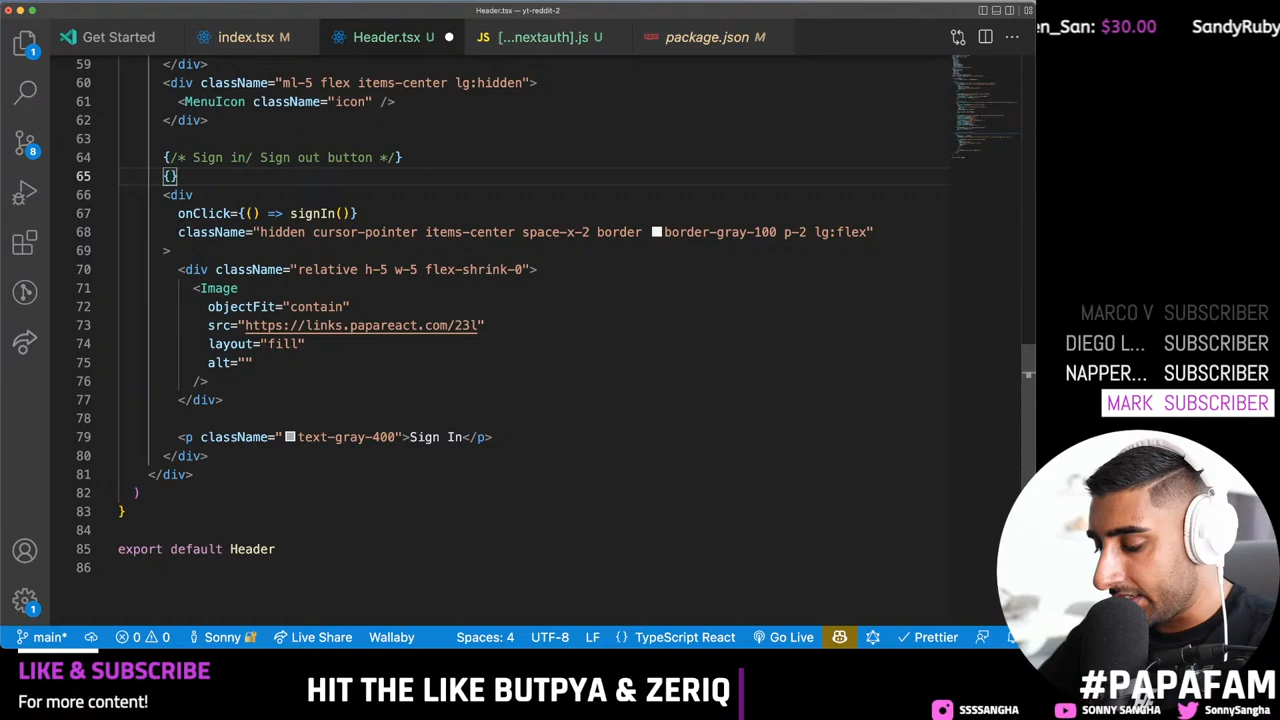 Header.tsx — yt-reddit-2
Get Started
index.tsx M
Header.tsx U
JS [...nextauth].js U
package.json M
en_San: $30.00 SandyRuby
59 </div>
60 <div className="ml-5 flex items-center lg:hidden">
61 <MenuIcon className="icon" />
62 </div>
63
64 {/* Sign in/ Sign out button */}
65 {}
66 <div
67 onClick={() => signIn()}
68 className="hidden cursor-pointer items-center space-x-2 border border-gray-100 p-2 lg:flex"
69 >
70 <div className="relative h-5 w-5 flex-shrink-0">
71 <Image
72 objectFit="contain"
73 src="https://links.papareact.com/23l"
74 layout="fill"
75 alt=""
76 />
77 </div>
78
79 <p className="text-gray-400">Sign In</p>
80 </div>
81 </div>
82 )
83 }
84
85 export default Header
86
1
8
1
MARCO V SUBSCRIBER
DIEGO L... SUBSCRIBER
NAPPER... SUBSCRIBER
MARK SUBSCRIBER
main* 0 0 Sonny Live Share Wallaby Spaces: 4 UTF-8 LF {} TypeScript React Go Live Prettier
LIKE & SUBSCRIBE
For more content!
HIT THE LIKE BUTPYA & ZERIQ
#PAPAFAM
SSSSANGHA SONNY SANGHA SonnySangha